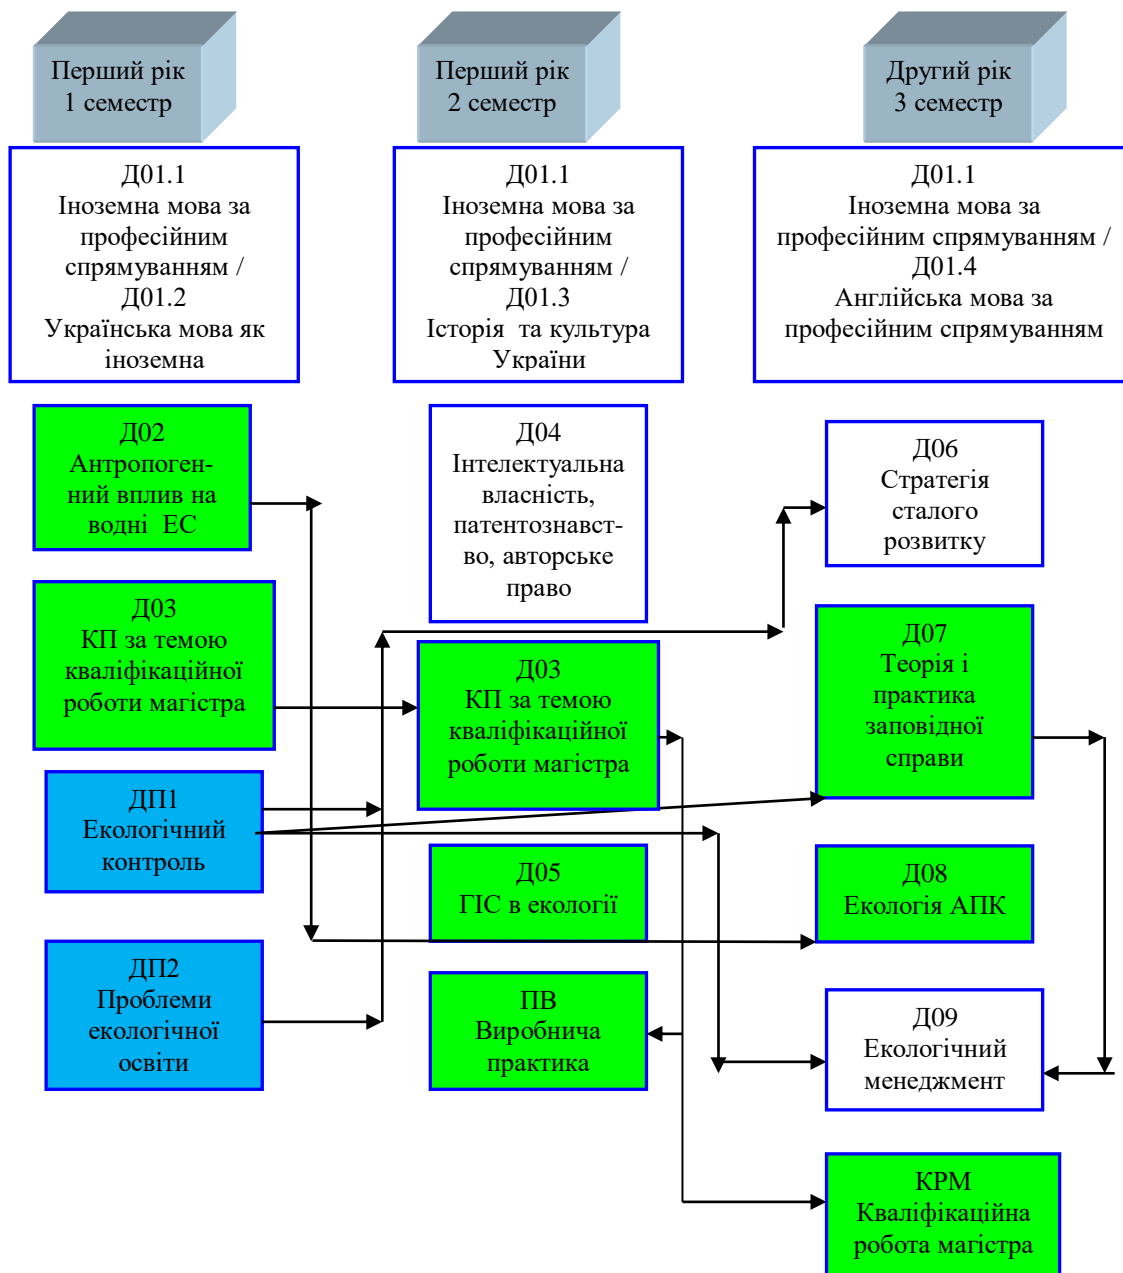 Перший рік
1 семестр
Перший рік
2 семестр
Другий рік
3 семестр
Д01.1
Іноземна мова за
професійним
спрямуванням /
Д01.2
Українська мова як
іноземна
Д01.1
Іноземна мова за
професійним
спрямуванням /
Д01.3
Історія та культура
України
Д01.1
Іноземна мова за
професійним спрямуванням /
Д01.4
Англійська мова за
професійним спрямуванням
Д02
Антропоген-
ний вплив на
водні ЕС
Д03
КП за темою
кваліфікаційної
роботи магістра
ДП1
Екологічний
контроль
ДП2
Проблеми
екологічної
освіти
Д04
Інтелектуальна
власність,
патентознавст-
во, авторське
право
Д03
КП за темою
кваліфікаційної
роботи магістра
Д05
ГІС в екології
ПВ
Виробнича
практика
Д06
Стратегія
сталого
розвитку
Д07
Теорія і
практика
заповідної
справи
Д08
Екологія АПК
Д09
Екологічний
менеджмент
КРМ
Кваліфікаційна
робота магістра